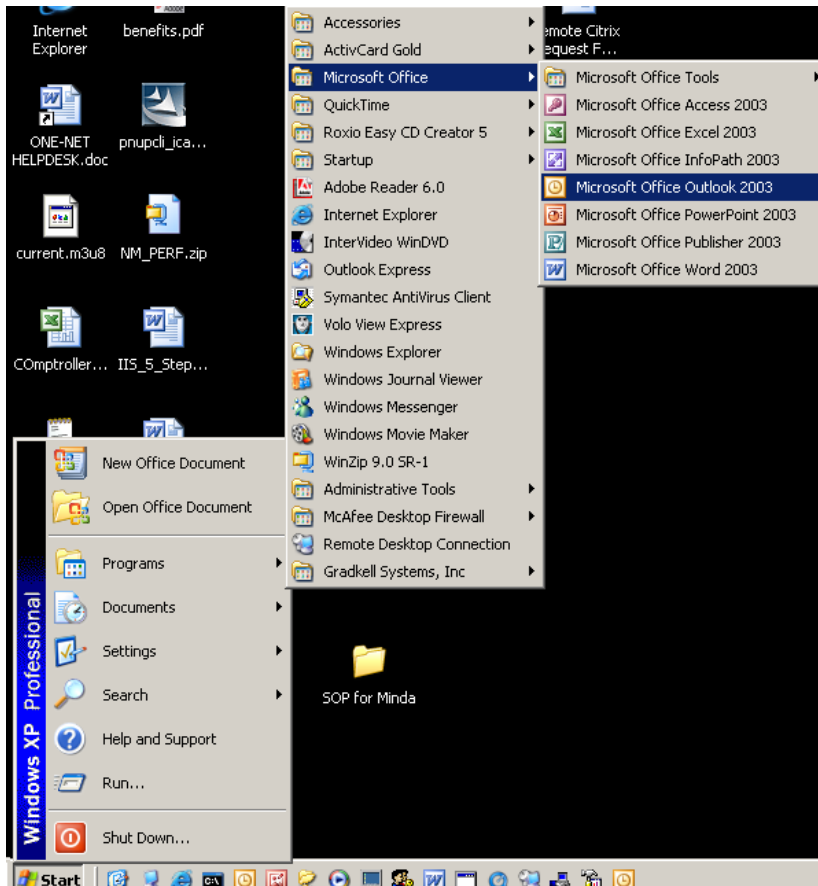 Internet
Explorer
benefits.pdf
emote Citrix
equest F...
ONE-NET
HELPDESK.doc
pnupcli_ica...
current.m3u8
NM_PERF.zip
COmptroller...
IIS_5_Step...
SOP for Minda
Accessories
ActivCard Gold
Microsoft Office
QuickTime
Roxio Easy CD Creator 5
Startup
Adobe Reader 6.0
Internet Explorer
InterVideo WinDVD
Outlook Express
Symantec AntiVirus Client
Volo View Express
Windows Explorer
Windows Journal Viewer
Windows Messenger
Windows Movie Maker
WinZip 9.0 SR-1
Administrative Tools
McAfee Desktop Firewall
Remote Desktop Connection
Gradkell Systems, Inc
Microsoft Office Tools
Microsoft Office Access 2003
Microsoft Office Excel 2003
Microsoft Office InfoPath 2003
Microsoft Office Outlook 2003
Microsoft Office PowerPoint 2003
Microsoft Office Publisher 2003
Microsoft Office Word 2003
New Office Document
Open Office Document
Programs
Documents
Settings
Search
Help and Support
Run...
Shut Down...
Windows XP Professional
Start